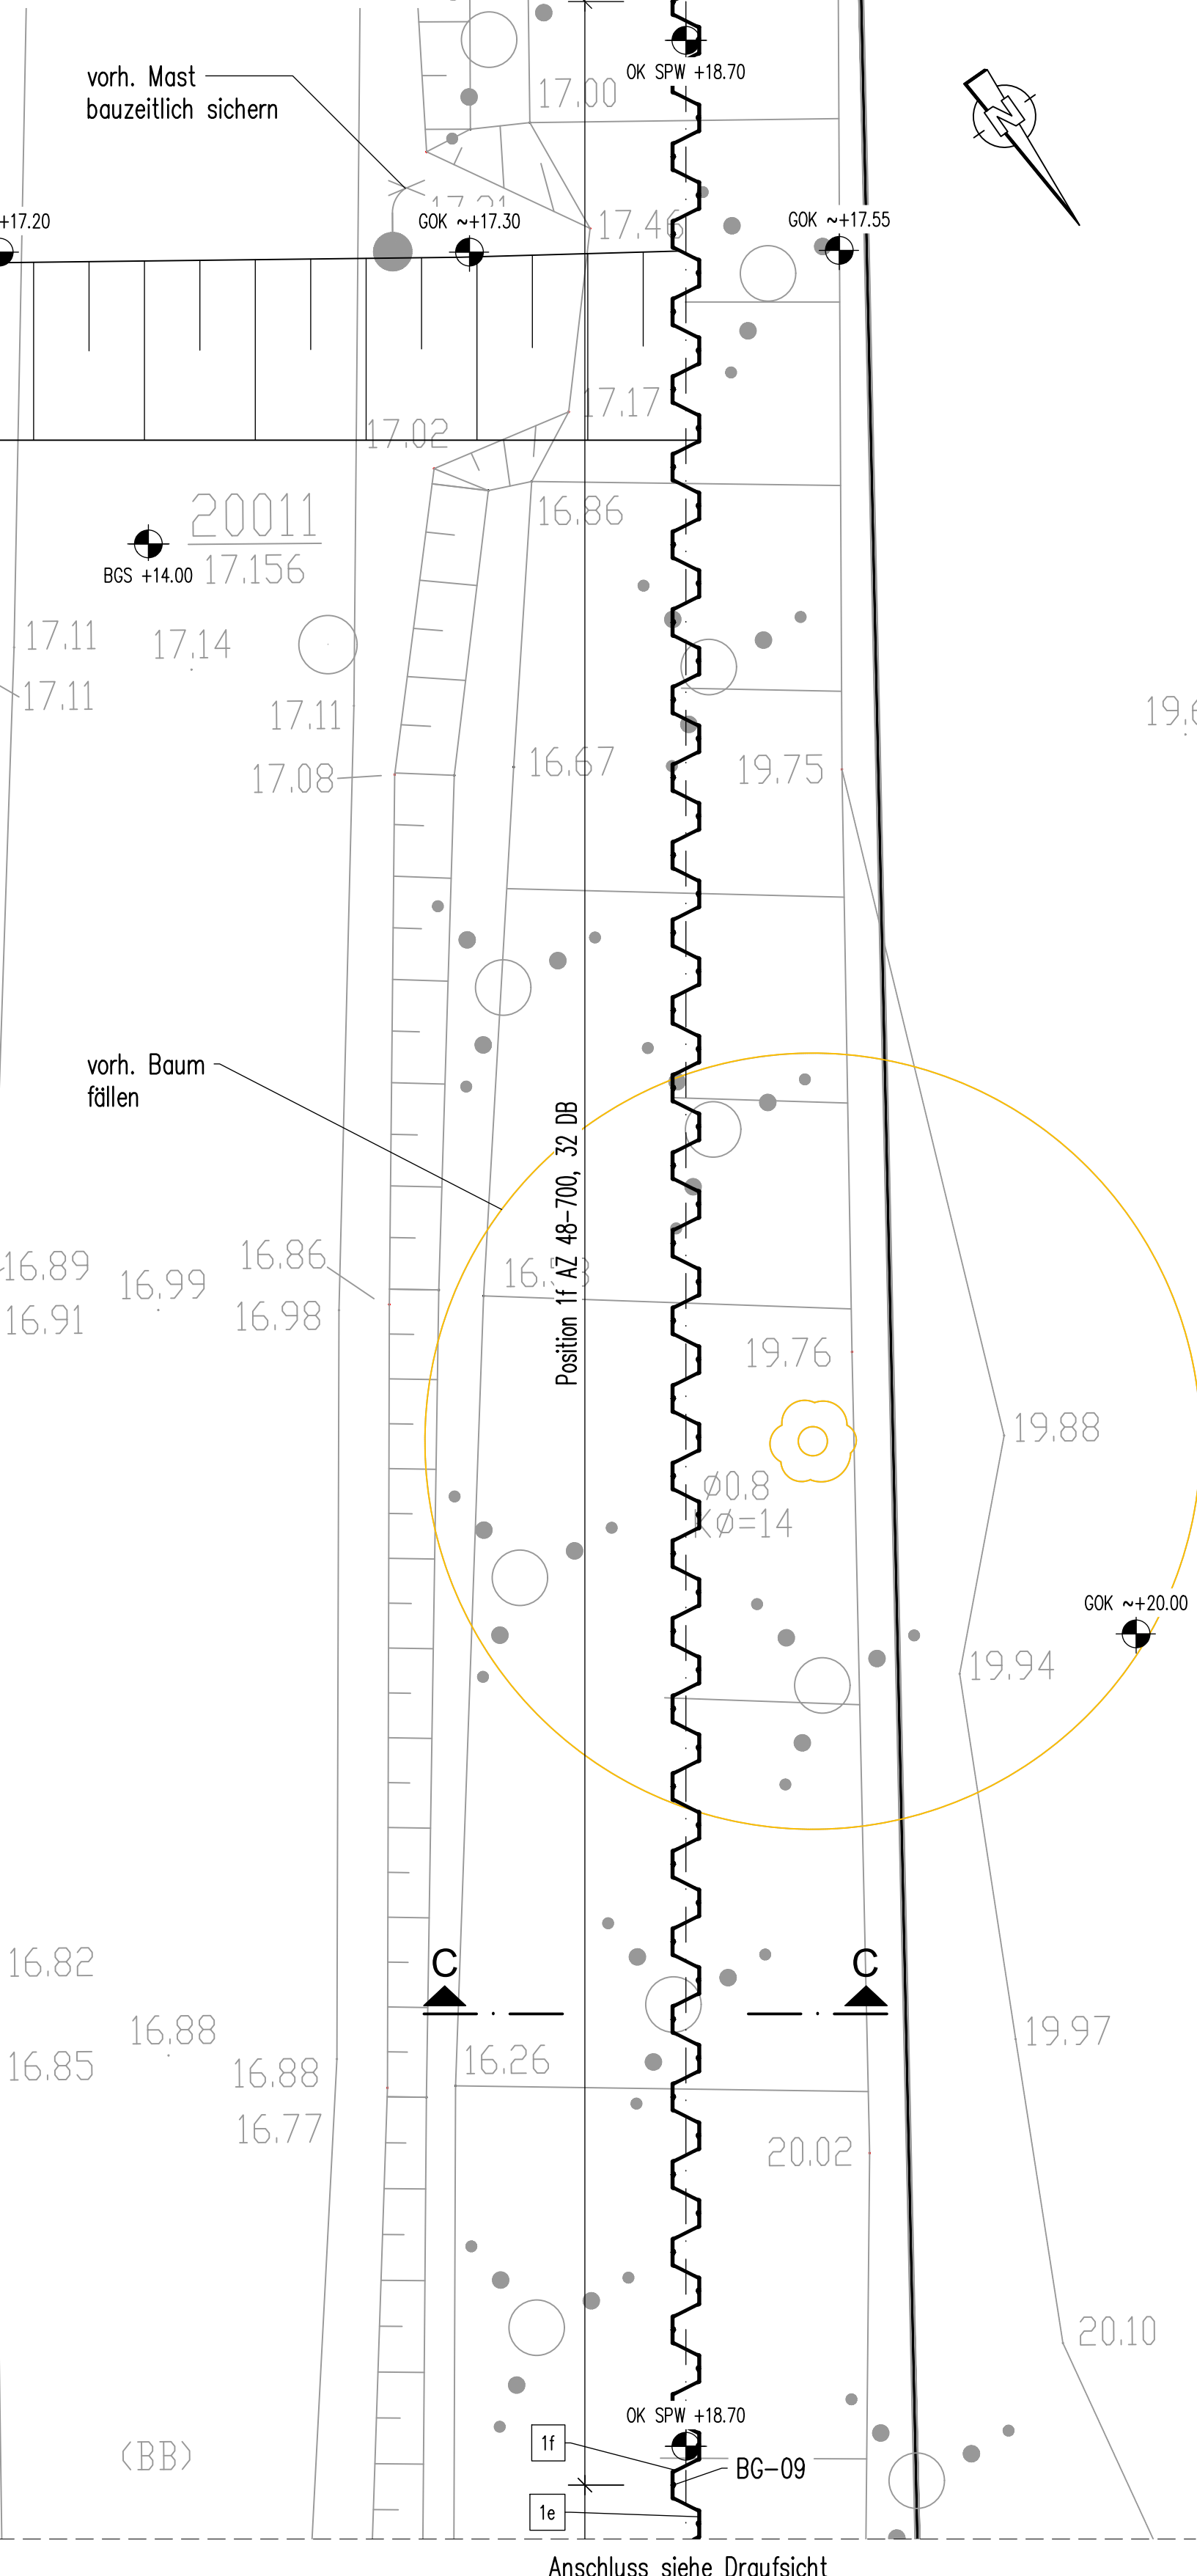 17.00
OK SPW +18.70
vorh. Mast
bauzeitlich sichern
N
+17.20
GOK ~+17.30
17.46
GOK ~+17.55
17.17
17.02
20011
17.156
16.86
BGS +14.00
17.11
17.14
17.11
17.11
17.08
16.67
19.75
vorh. Baum
fällen
Position 1f AZ 48-700, 32 DB
16.89
16.99
16.86
16.91
16.98
19.76
19.88
Ø0.8
KØ=14
GOK ~+20.00
19.94
C
C
16.82
16.88
16.85
16.88
16.77
16.26
19.97
20.02
20.10
OK SPW +18.70
1f
BG-09
(BB)
1e
Anschluss siehe Draufsicht